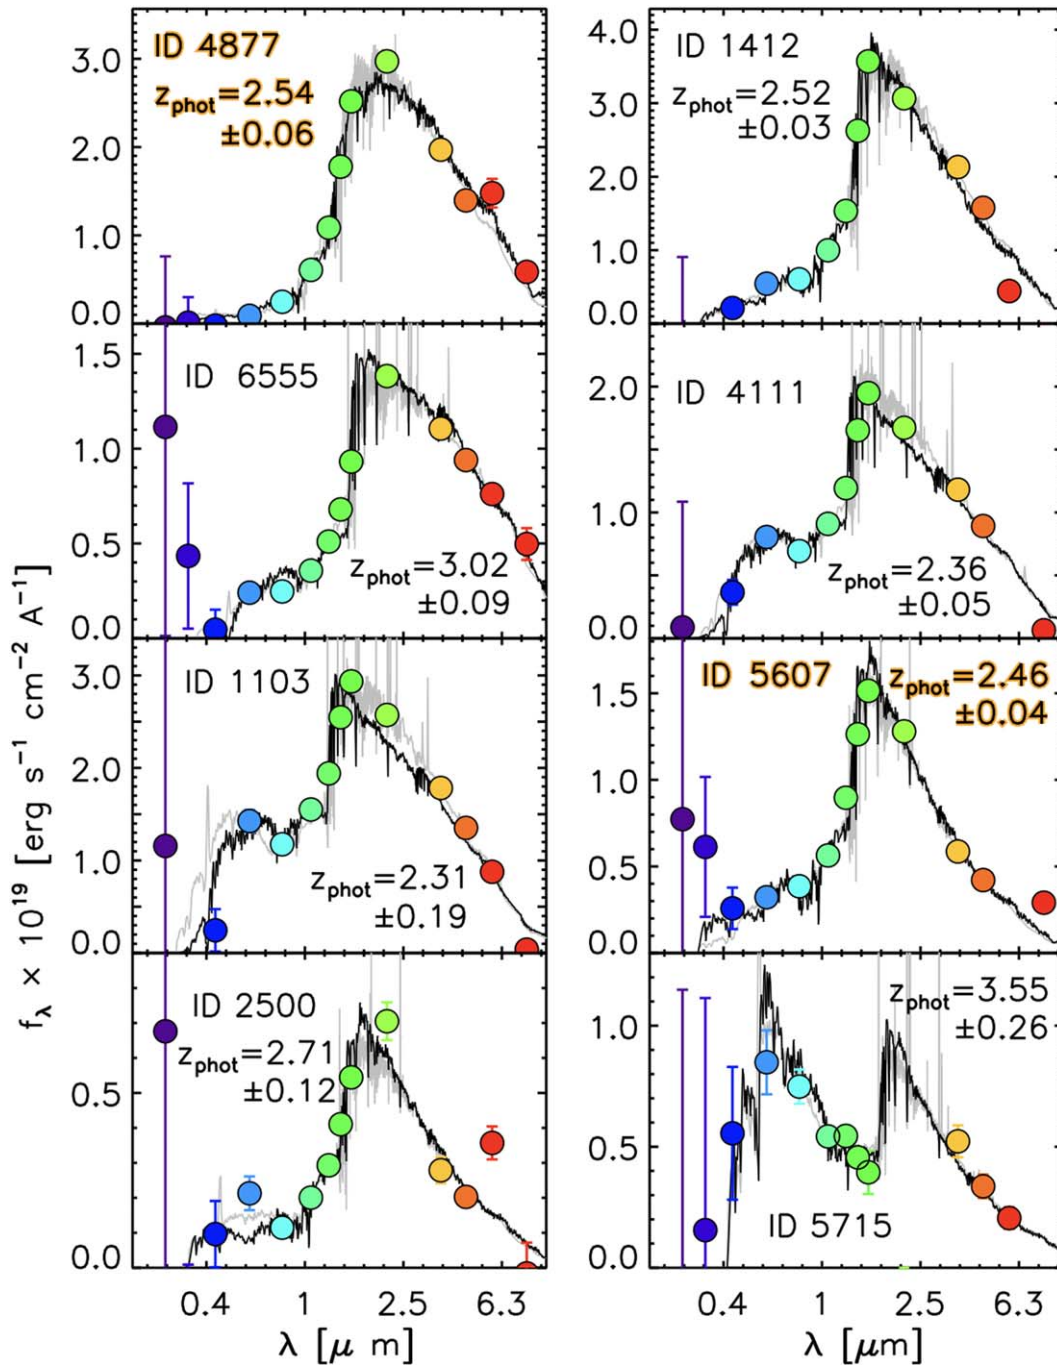 ID 4877
z_phot=2.54
±0.06
3.0
2.0
1.0
0.0
ID 1412
z_phot=2.52
±0.03
4.0
3.0
2.0
1.0
0.0
ID 6555
z_phot=3.02
±0.09
1.5
1.0
0.5
0.0
ID 4111
z_phot=2.36
±0.05
2.0
1.0
0.0
ID 1103
z_phot=2.31
±0.19
3.0
2.0
1.0
0.0
ID 5607
z_phot=2.46
±0.04
1.5
1.0
0.5
0.0
ID 2500
z_phot=2.71
±0.12
0.5
0.0
z_phot=3.55
±0.26
ID 5715
1.0
0.5
0.0
0.4 1 2.5 6.3
0.4 1 2.5 6.3
λ [μ m]
λ [μm]
f_λ × 10^19 [erg s^−1 cm^−2 A^−1]